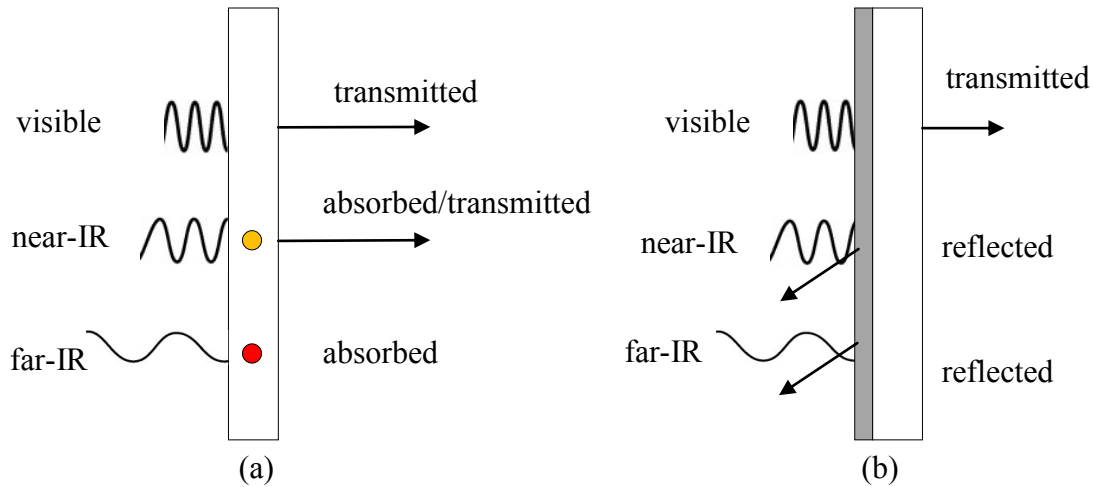 visible
transmitted
near-IR
absorbed/transmitted
far-IR
absorbed
(a)
visible
transmitted
near-IR
reflected
far-IR
reflected
(b)